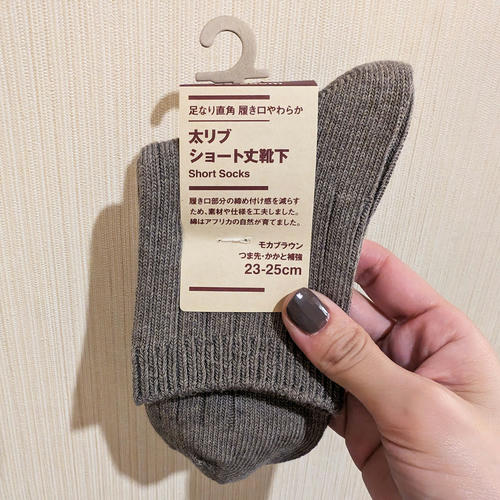 足なり直角 履き口やわらか
太リブ
ショート丈靴下
Short Socks
履き口部分の締め付け感を減らす
ため、素材や仕様を工夫しました。
綿はアフリカの自然が育てました。
モカブラウン
つま先・かかと補強
23-25cm